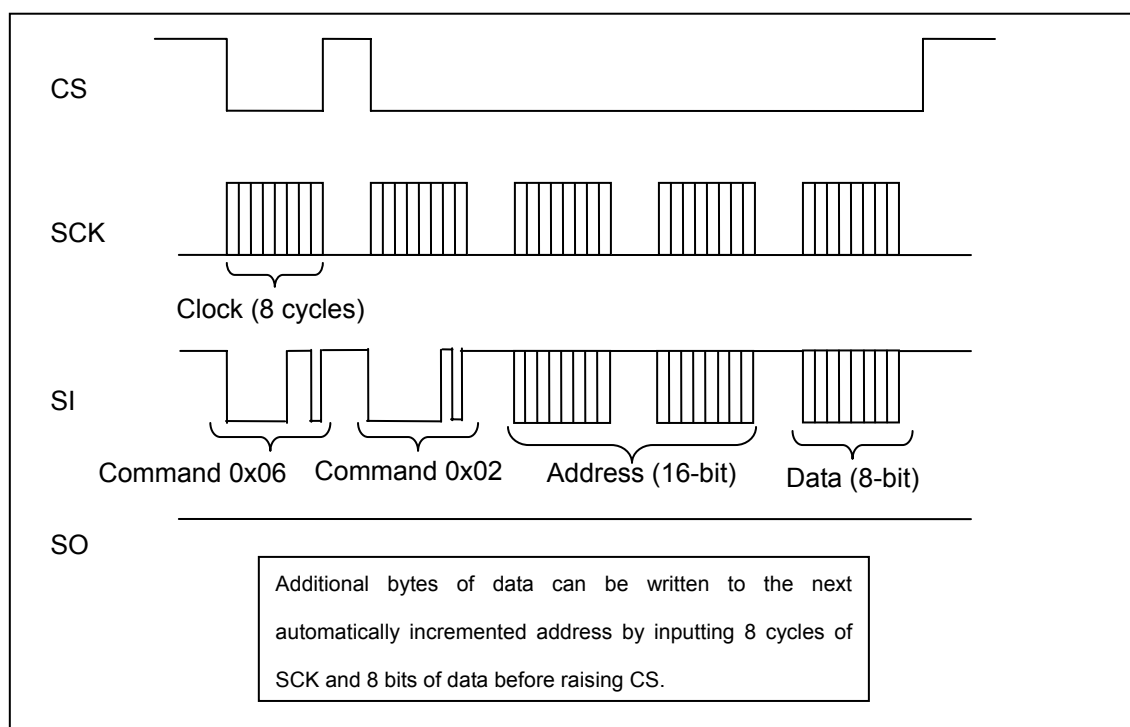 CS
SCK
Clock (8 cycles)
SI
Command 0x06
Command 0x02
Address (16-bit)
Data (8-bit)
SO
Additional bytes of data can be written to the next
automatically incremented address by inputting 8 cycles of
SCK and 8 bits of data before raising CS.